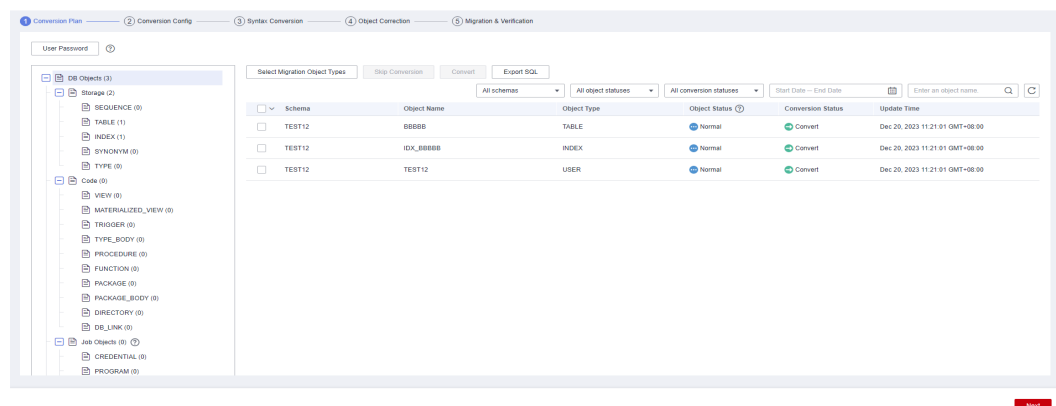 1 Conversion Plan 2 Conversion Config 3 Syntax Conversion 4 Object Correction 5 Migration & Verification
User Password ?
DB Objects (3)
Storage (2)
SEQUENCE (0)
TABLE (1)
INDEX (1)
SYNONYM (0)
TYPE (0)
Code (0)
VIEW (0)
MATERIALIZED_VIEW (0)
TRIGGER (0)
TYPE_BODY (0)
PROCEDURE (0)
FUNCTION (0)
PACKAGE (0)
PACKAGE_BODY (0)
DIRECTORY (0)
DB_LINK (0)
Job Objects (0) ?
CREDENTIAL (0)
PROGRAM (0)
Select Migration Object Types Skip Conversion Convert Export SQL
All schemas All object statuses All conversion statuses Start Date — End Date Enter an object name.
Schema Object Name Object Type Object Status ? Conversion Status Update Time
TEST12 BBBBB TABLE Normal Convert Dec 20, 2023 11:21:01 GMT+08:00
TEST12 IDX_BBBBB INDEX Normal Convert Dec 20, 2023 11:21:01 GMT+08:00
TEST12 TEST12 USER Normal Convert Dec 20, 2023 11:21:01 GMT+08:00
Next